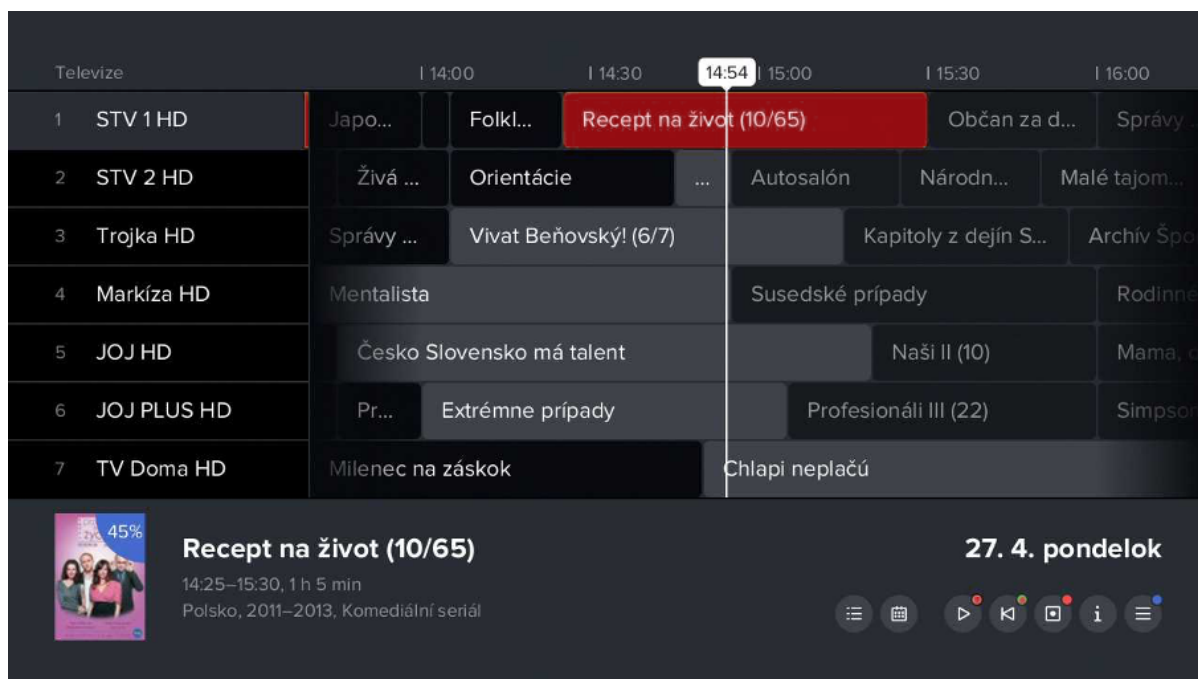 Televize 14:00 14:30 14:54 15:00 15:30 16:00
1 STV 1 HD Japo... Folkl... Recept na život (10/65) Občan za d... Správy
2 STV 2 HD Živá ... Orientácie ... Autosalón Národn... Malé tajom...
3 Trojka HD Správy ... Vivat Beňovský! (6/7) Kapitoly z dejín S... Archív Špo
4 Markíza HD Mentalista Susedské prípady Rodinné
5 JOJ HD Česko Slovensko má talent Naši II (10) Mama,
6 JOJ PLUS HD Pr... Extrémne prípady Profesionáli III (22) Simpso
7 TV Doma HD Milenec na záskok Chlapi neplačú
45%
Recept na život (10/65) 27. 4. pondelok
14:25–15:30, 1 h 5 min
Polsko, 2011–2013, Komediální seriál